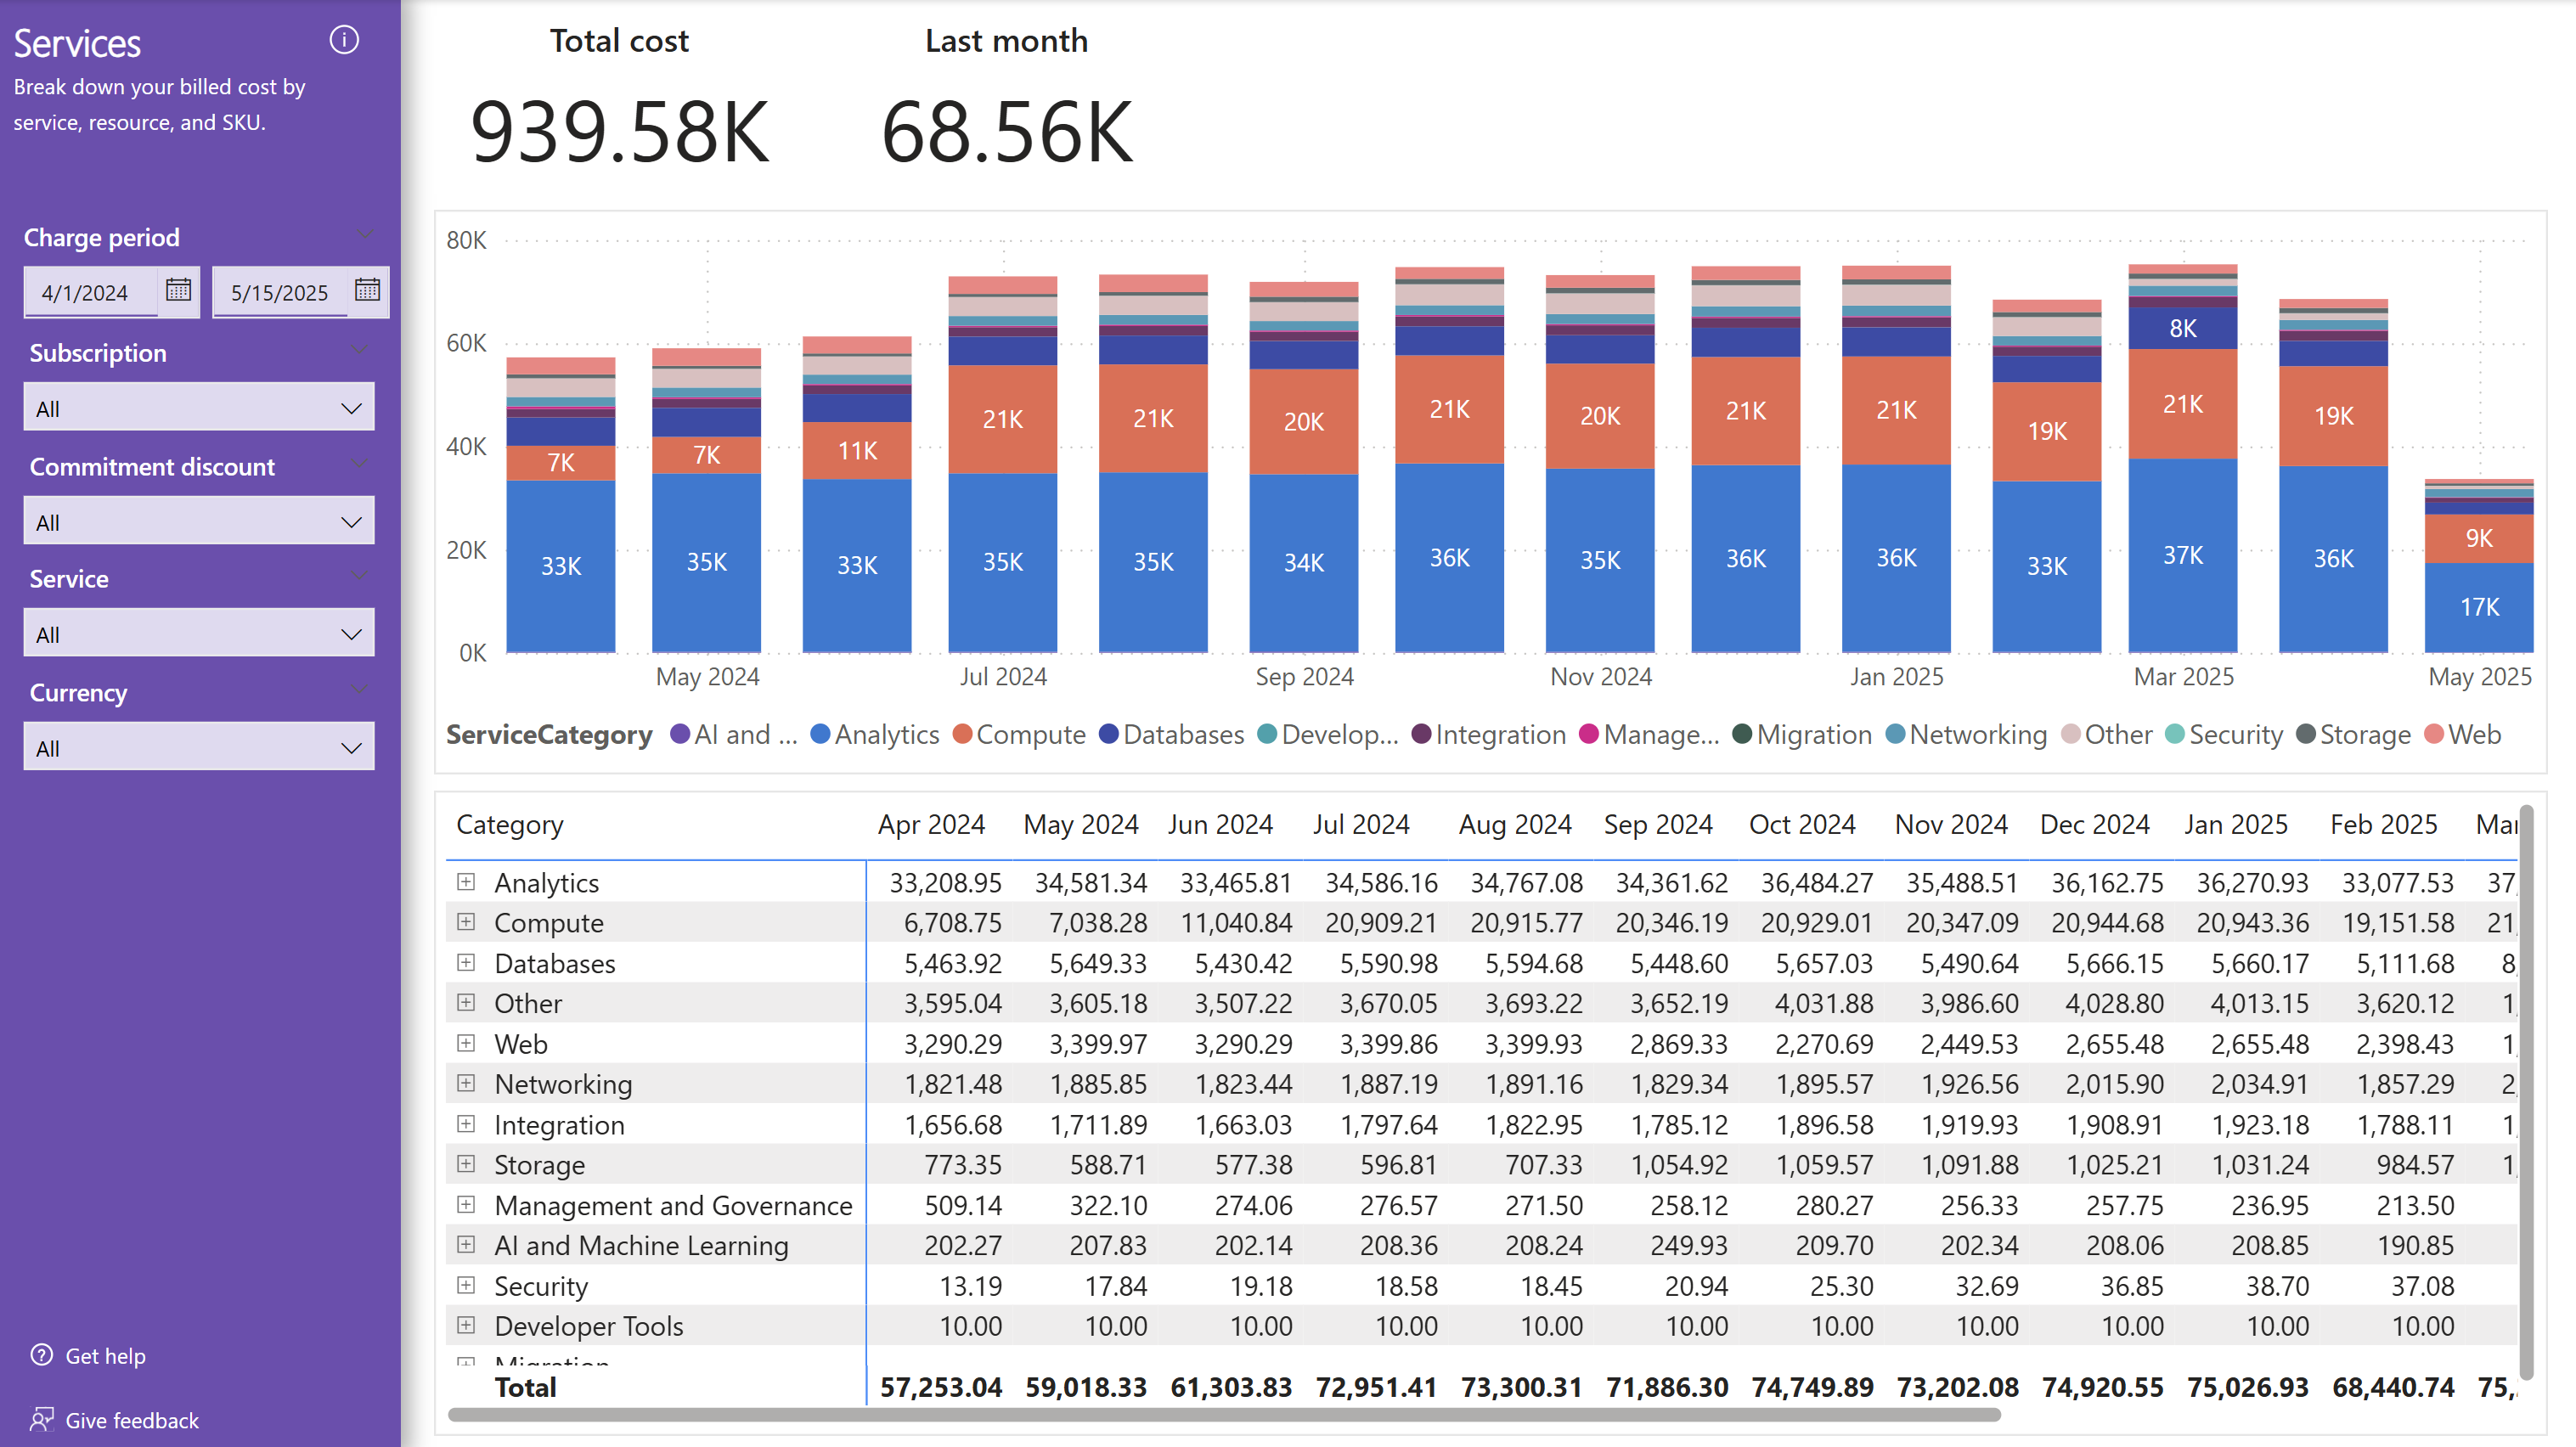 Services
Break down your billed cost by
service, resource, and SKU.
Charge period
4/1/2024 5/15/2025
Subscription
All
Commitment discount
All
Service
All
Currency
All
Get help
Give feedback
Total cost Last month
939.58K 68.56K
80K
60K
40K
20K
0K
8K
21K 21K 20K 21K 20K 21K 21K 19K 21K 19K
7K 7K 11K 9K
33K 35K 33K 35K 35K 34K 36K 35K 36K 36K 33K 37K 36K 17K
May 2024 Jul 2024 Sep 2024 Nov 2024 Jan 2025 Mar 2025 May 2025
ServiceCategory AI and ... Analytics Compute Databases Develop... Integration Manage... Migration Networking Other Security Storage Web
Category Apr 2024 May 2024 Jun 2024 Jul 2024 Aug 2024 Sep 2024 Oct 2024 Nov 2024 Dec 2024 Jan 2025 Feb 2025 Mar
Analytics 33,208.95 34,581.34 33,465.81 34,586.16 34,767.08 34,361.62 36,484.27 35,488.51 36,162.75 36,270.93 33,077.53 37,
Compute 6,708.75 7,038.28 11,040.84 20,909.21 20,915.77 20,346.19 20,929.01 20,347.09 20,944.68 20,943.36 19,151.58 21,
Databases 5,463.92 5,649.33 5,430.42 5,590.98 5,594.68 5,448.60 5,657.03 5,490.64 5,666.15 5,660.17 5,111.68 8,
Other 3,595.04 3,605.18 3,507.22 3,670.05 3,693.22 3,652.19 4,031.88 3,986.60 4,028.80 4,013.15 3,620.12 1,
Web 3,290.29 3,399.97 3,290.29 3,399.86 3,399.93 2,869.33 2,270.69 2,449.53 2,655.48 2,655.48 2,398.43 1,
Networking 1,821.48 1,885.85 1,823.44 1,887.19 1,891.16 1,829.34 1,895.57 1,926.56 2,015.90 2,034.91 1,857.29 2,
Integration 1,656.68 1,711.89 1,663.03 1,797.64 1,822.95 1,785.12 1,896.58 1,919.93 1,908.91 1,923.18 1,788.11 1,
Storage 773.35 588.71 577.38 596.81 707.33 1,054.92 1,059.57 1,091.88 1,025.21 1,031.24 984.57 1,
Management and Governance 509.14 322.10 274.06 276.57 271.50 258.12 280.27 256.33 257.75 236.95 213.50
AI and Machine Learning 202.27 207.83 202.14 208.36 208.24 249.93 209.70 202.34 208.06 208.85 190.85
Security 13.19 17.84 19.18 18.58 18.45 20.94 25.30 32.69 36.85 38.70 37.08
Developer Tools 10.00 10.00 10.00 10.00 10.00 10.00 10.00 10.00 10.00 10.00 10.00
Migration
Total 57,253.04 59,018.33 61,303.83 72,951.41 73,300.31 71,886.30 74,749.89 73,202.08 74,920.55 75,026.93 68,440.74 75,